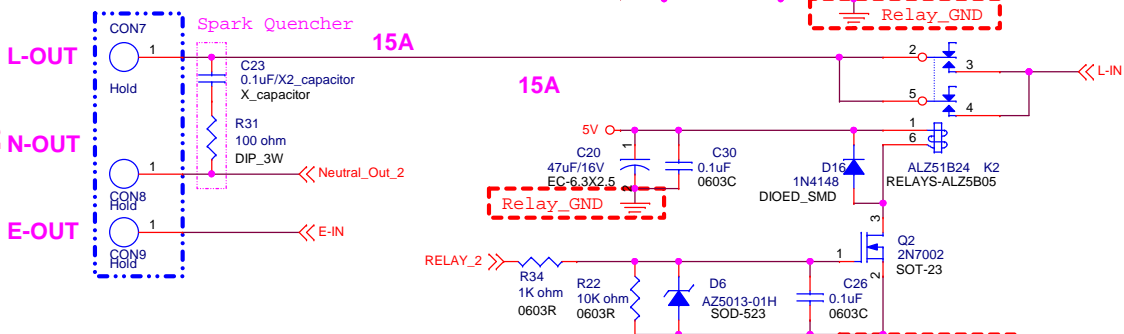 Relay_GND
CON7
Spark Quencher
L-OUT
1
15A
2
3
L-IN
C23
0.1uF/X2_capacitor
X_capacitor
Hold
15A
5
4
R31
100 ohm
DIP_3W
N-OUT
5V
1
1
6
C20
47uF/16V
EC-6.3X2.5
2
C30
0.1uF
0603C
D16
1N4148
DIOED_SMD
ALZ51B24 K2
RELAYS-ALZ5B05
1
Neutral_Out_2
CON8
Hold
Relay_GND
3
E-OUT
1
E-IN
CON9
Hold
Q2
2N7002
SOT-23
1
2
RELAY_2
R34
1K ohm
0603R
R22
10K ohm
0603R
D6
AZ5013-01H
SOD-523
C26
0.1uF
0603C